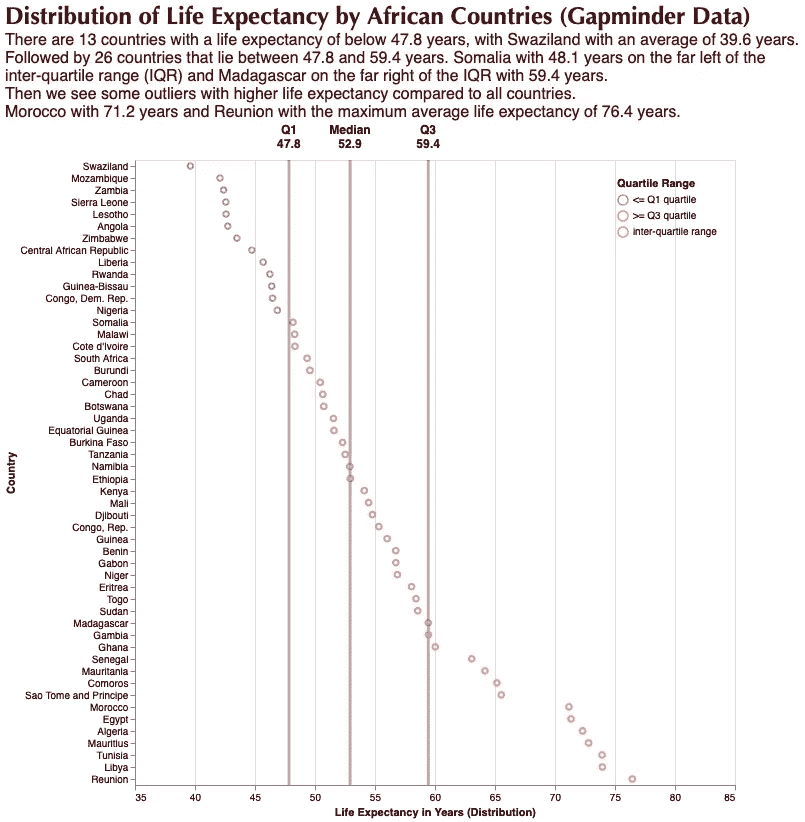 Distribution of Life Expectancy by African Countries (Gapminder Data)
There are 13 countries with a life expectancy of below 47.8 years, with Swaziland with an average of 39.6 years.
Followed by 26 countries that lie between 47.8 and 59.4 years. Somalia with 48.1 years on the far left of the
inter-quartile range (IQR) and Madagascar on the far right of the IQR with 59.4 years.
Then we see some outliers with higher life expectancy compared to all countries.
Morocco with 71.2 years and Reunion with the maximum average life expectancy of 76.4 years.
Q1 Median Q3
47.8 52.9 59.4
Quartile Range
<= Q1 quartile
>= Q3 quartile
inter-quartile range
Country
Swaziland
Mozambique
Zambia
Sierra Leone
Lesotho
Angola
Zimbabwe
Central African Republic
Liberia
Rwanda
Guinea-Bissau
Congo, Dem. Rep.
Nigeria
Somalia
Malawi
Cote d'Ivoire
South Africa
Burundi
Cameroon
Chad
Botswana
Uganda
Equatorial Guinea
Burkina Faso
Tanzania
Namibia
Ethiopia
Kenya
Mali
Djibouti
Congo, Rep.
Guinea
Benin
Gabon
Niger
Eritrea
Togo
Sudan
Madagascar
Gambia
Ghana
Senegal
Mauritania
Comoros
Sao Tome and Principe
Morocco
Egypt
Algeria
Mauritius
Tunisia
Libya
Reunion
35 40 45 50 55 60 65 70 75 80 85
Life Expectancy in Years (Distribution)